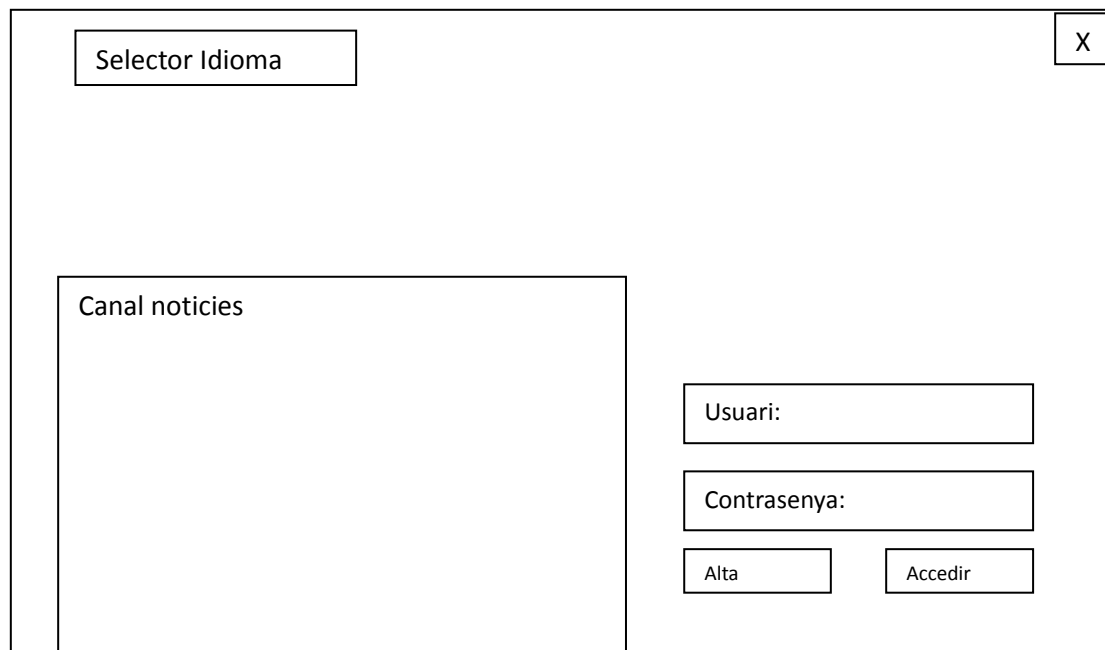 Selector Idioma
X
Canal noticies
Usuari:
Contrasenya:
Alta
Accedir